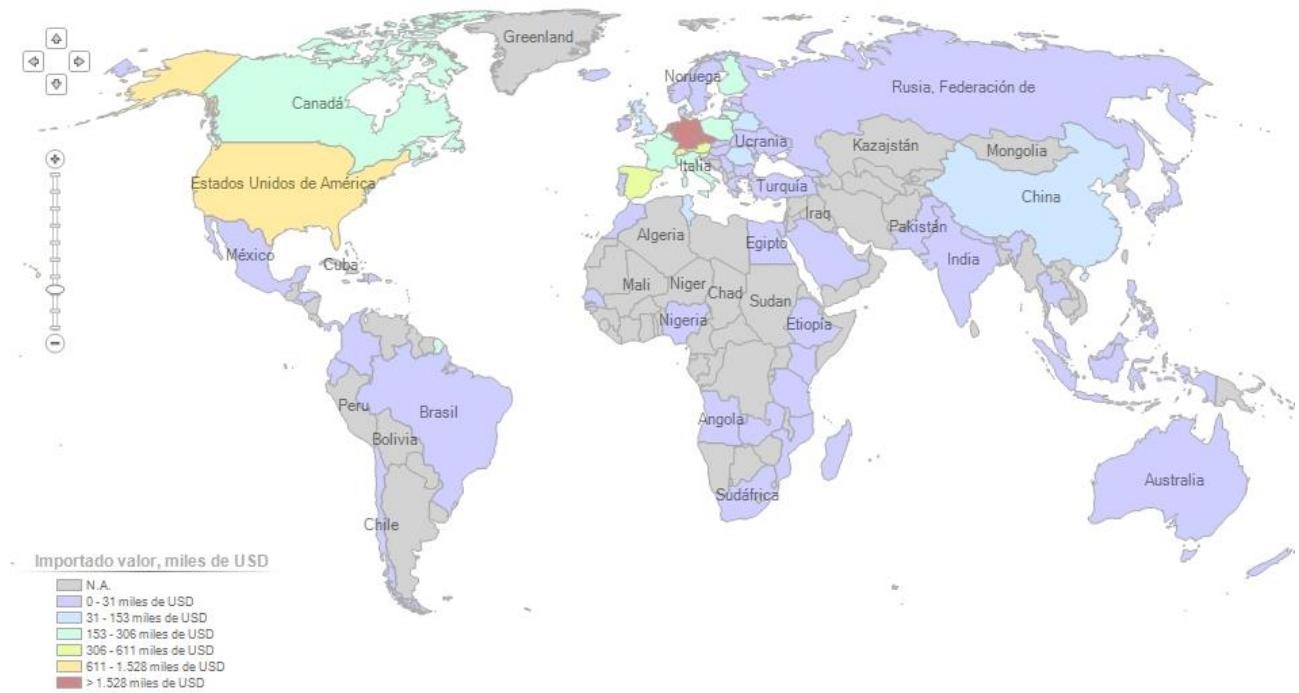 Greenland
Noruega
Rusia, Federación de
Canadá
Ucrania
Kazajstán
Mongolia
Italia
Estados Unidos de América
Turquía
China
Iraq
Pakistán
Argelia
Egipto
México
Cuba
India
Mali
Niger
Chad
Sudan
Nigeria
Etiopía
Peru
Brasil
Angola
Bolivia
Australia
Sudáfrica
Chile
Importado valor, miles de USD
N.A.
0 - 31 miles de USD
31 - 153 miles de USD
153 - 306 miles de USD
306 - 611 miles de USD
611 - 1.528 miles de USD
> 1.528 miles de USD